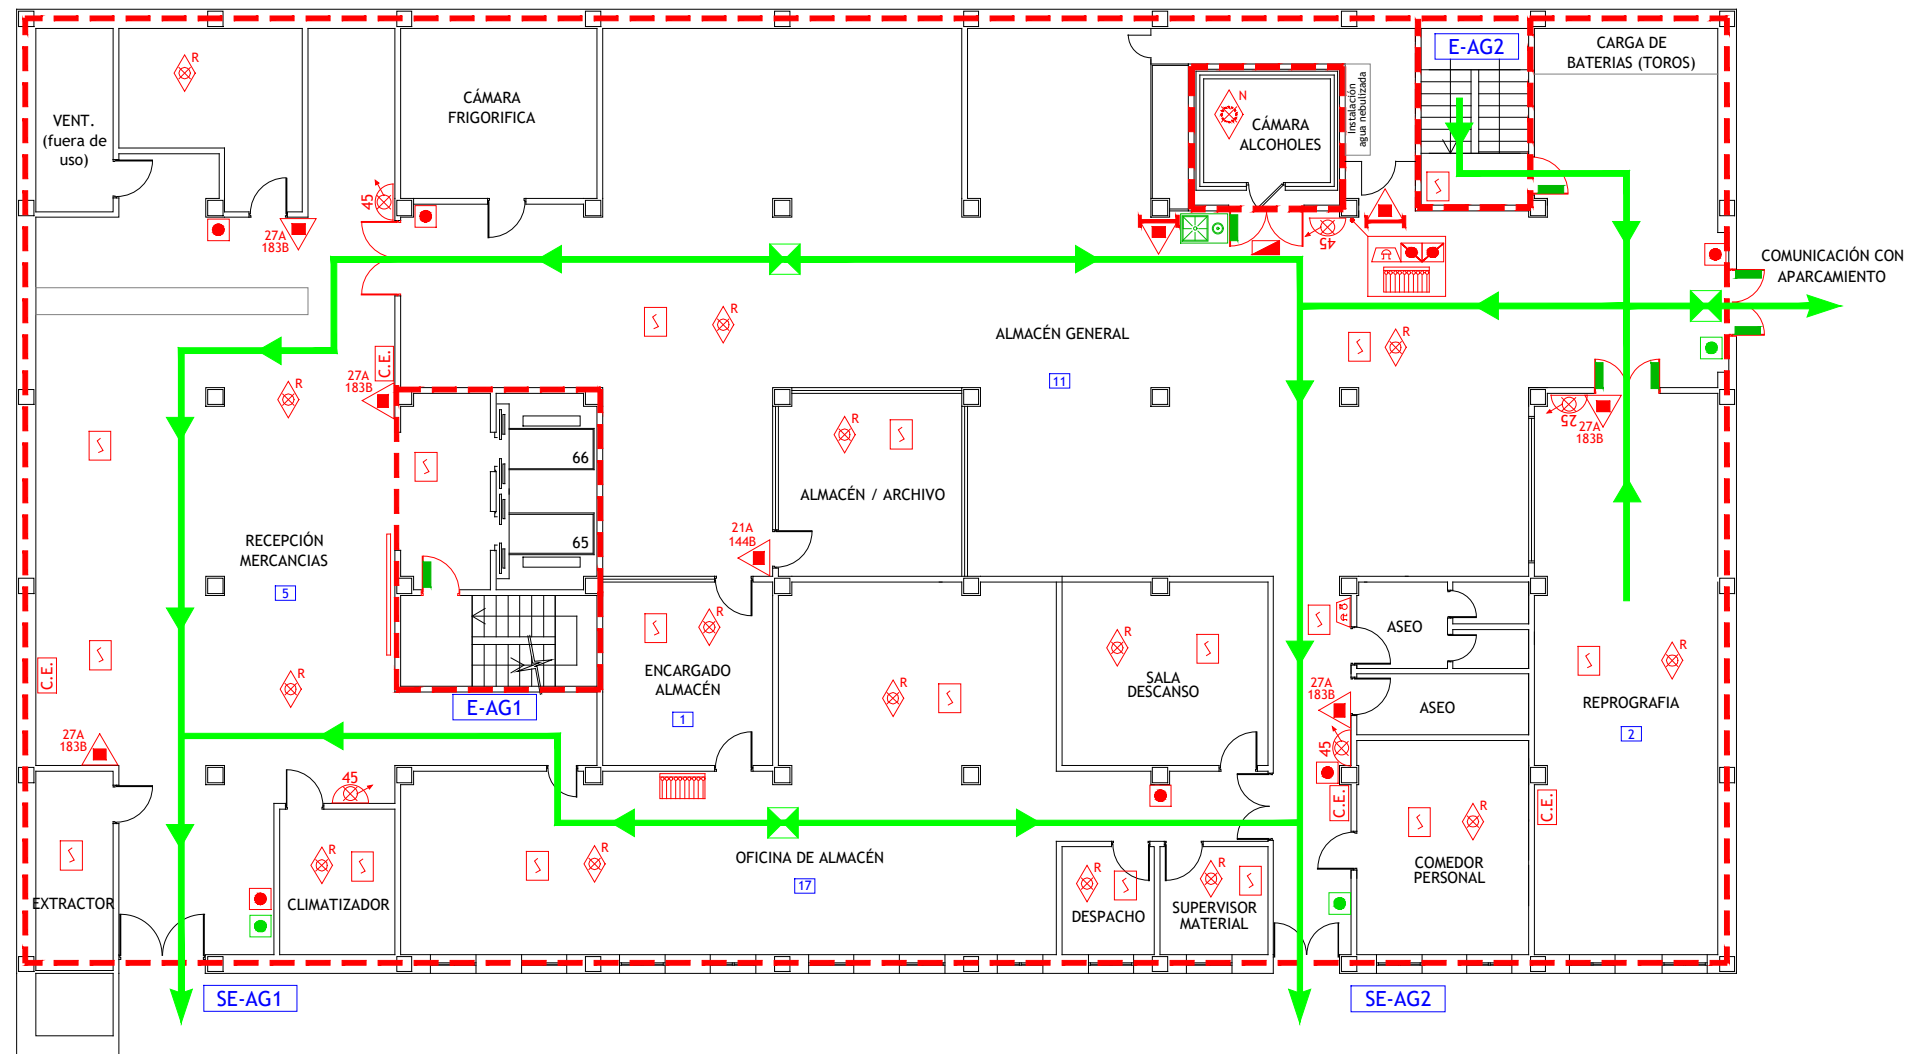 E-AG2
CARGA DE
BATERIAS (TOROS)
R
CÁMARA
FRIGORIFICA
VENT.
(fuera de
uso)
N
CÁMARA
ALCOHOLES
Instalación
agua nebulizada
45
27A
183B
45
COMUNICACIÓN CON
APARCAMIENTO
R
ALMACÉN GENERAL
11
R
C.E.
27A
183B
R
25
27A
183B
R
66
65
ALMACÉN / ARCHIVO
21A
144B
RECEPCIÓN
MERCANCIAS
5
R
ENCARGADO
ALMACÉN
1
R
SALA
DESCANSO
ASEO
R
REPROGRAFIA
2
C.E.
R
E-AG1
R
27A
183B
ASEO
27A
183B
45
45
C.E.
C.E.
R
COMEDOR
PERSONAL
R
OFICINA DE ALMACÉN
17
R
CLIMATIZADOR
EXTRACTOR
R
DESPACHO
R
SUPERVISOR
MATERIAL
SE-AG1
SE-AG2